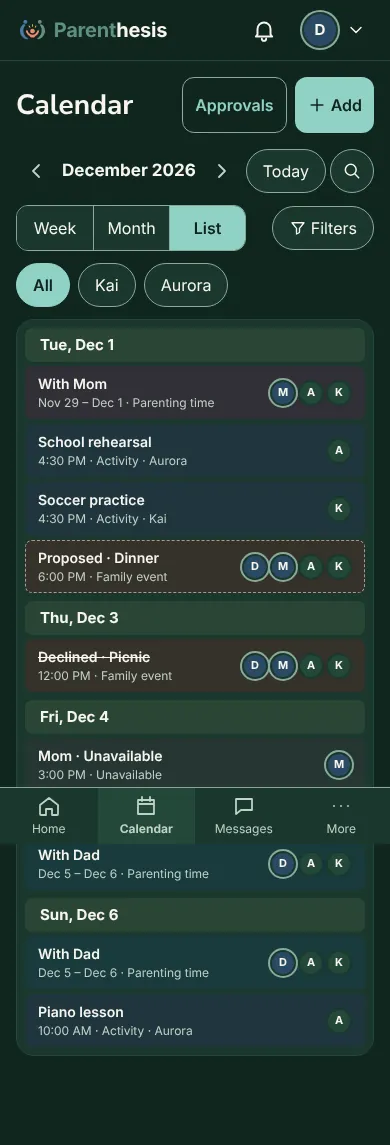 Parenthesis
D
Calendar
Approvals
+ Add
December 2026
Today
Week
Month
List
Filters
All
Kai
Aurora
Tue, Dec 1
With Mom
Nov 29 – Dec 1 · Parenting time
M A K
School rehearsal
4:30 PM · Activity · Aurora
A
Soccer practice
4:30 PM · Activity · Kai
K
Proposed · Dinner
6:00 PM · Family event
D M A K
Thu, Dec 3
Declined · Picnic
12:00 PM · Family event
D M A K
Fri, Dec 4
Mom · Unavailable
3:00 PM · Unavailable
M
Home
Calendar
Messages
More
With Dad
Dec 5 – Dec 6 · Parenting time
D A K
Sun, Dec 6
With Dad
Dec 5 – Dec 6 · Parenting time
D A K
Piano lesson
10:00 AM · Activity · Aurora
A